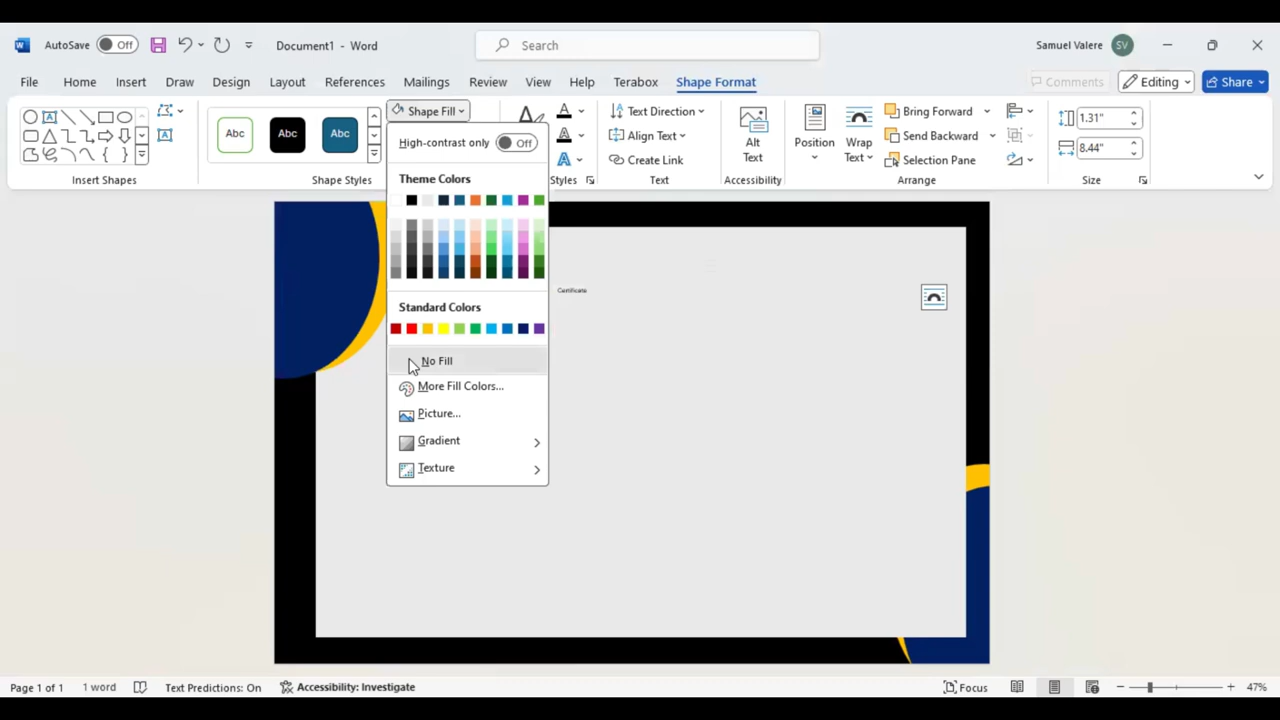 AutoSave Off Document1 - Word Search Samuel Valere SV
File Home Insert Draw Design Layout References Mailings Review View Help Terabox Shape Format Comments Editing Share
Abc Abc Abc Shape Fill Text Direction Bring Forward 1.31"
Align Text Send Backward
Alt Text Position Wrap Text
Create Link Selection Pane 8.44"
Insert Shapes Shape Styles Styles Text Accessibility Arrange Size
High-contrast only Off
Theme Colors
Certificate
Standard Colors
No Fill
More Fill Colors...
Picture...
Gradient
Texture
Page 1 of 1 1 word Text Predictions: On Accessibility: Investigate Focus 47%